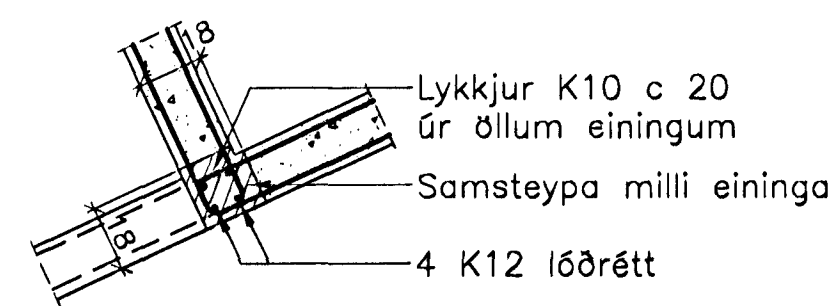 18
Lykkjur K10 c 20
úr öllum einingum
Samsteypa milli eininga
18
4 K12 lóðrétt